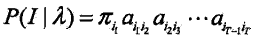 P(I | λ) = π_{i_1} a_{i_1 i_2} a_{i_2 i_3} ⋯ a_{i_{T-1} i_T}